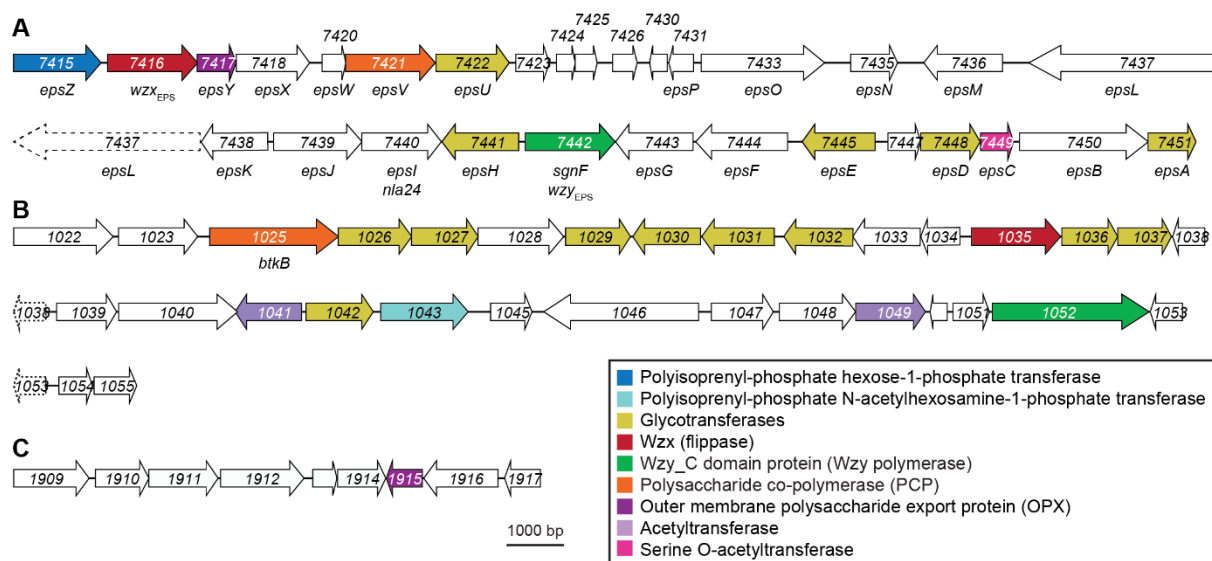 A
7425
7430
7420
7424
7426
7431
7415
7416
7417
7418
7421
7422
7423
7433
7435
7436
7437
epsZ
wzxEPS
epsY
epsX
epsW
epsV
epsU
epsP
epsO
epsN
epsM
epsL
7437
7438
7439
7440
7441
7442
7443
7444
7445
7447
7448
7449
7450
7451
epsL
epsK
epsJ
epsI
epsH
sgnF
epsG
epsF
epsE
epsD
epsC
epsB
epsA
nla24
wzyEPS
B
1022
1023
1025
1026
1027
1028
1029
1030
1031
1032
1033
1034
1035
1036
1037
1038
btkB
1038
1039
1040
1041
1042
1043
1045
1046
1047
1048
1049
1051
1052
1053
1053
1054
1055
C
1909
1910
1911
1912
1914
1915
1916
1917
1000 bp
Polyisoprenyl-phosphate hexose-1-phosphate transferase
Polyisoprenyl-phosphate N-acetylhexosamine-1-phosphate transferase
Glycotransferases
Wzx (flippase)
Wzy_C domain protein (Wzy polymerase)
Polysaccharide co-polymerase (PCP)
Outer membrane polysaccharide export protein (OPX)
Acetyltransferase
Serine O-acetyltransferase